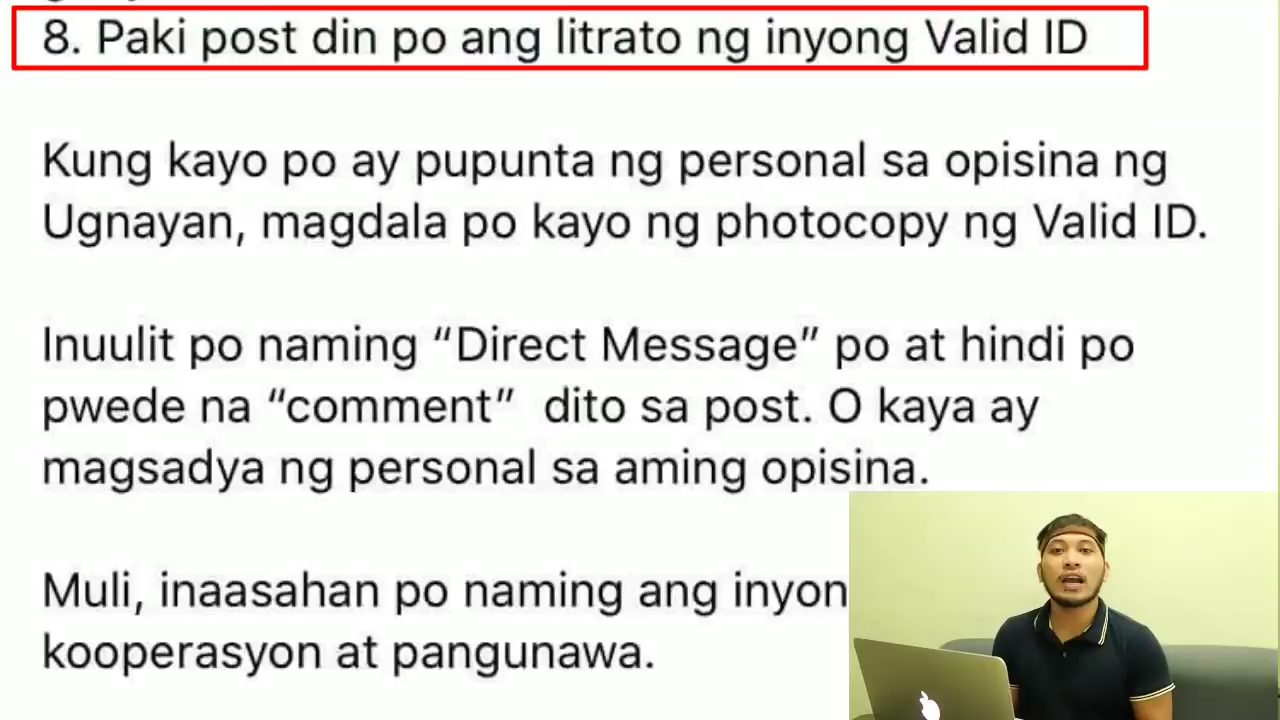 8. Paki post din po ang litrato ng inyong Valid ID
Kung kayo po ay pupunta ng personal sa opisina ng
Ugnayan, magdala po kayo ng photocopy ng Valid ID.
Inuulit po naming “Direct Message” po at hindi po
pwede na “comment” dito sa post. O kaya ay
magsadya ng personal sa aming opisina.
Muli, inaasahan po naming ang inyon
kooperasyon at pangunawa.